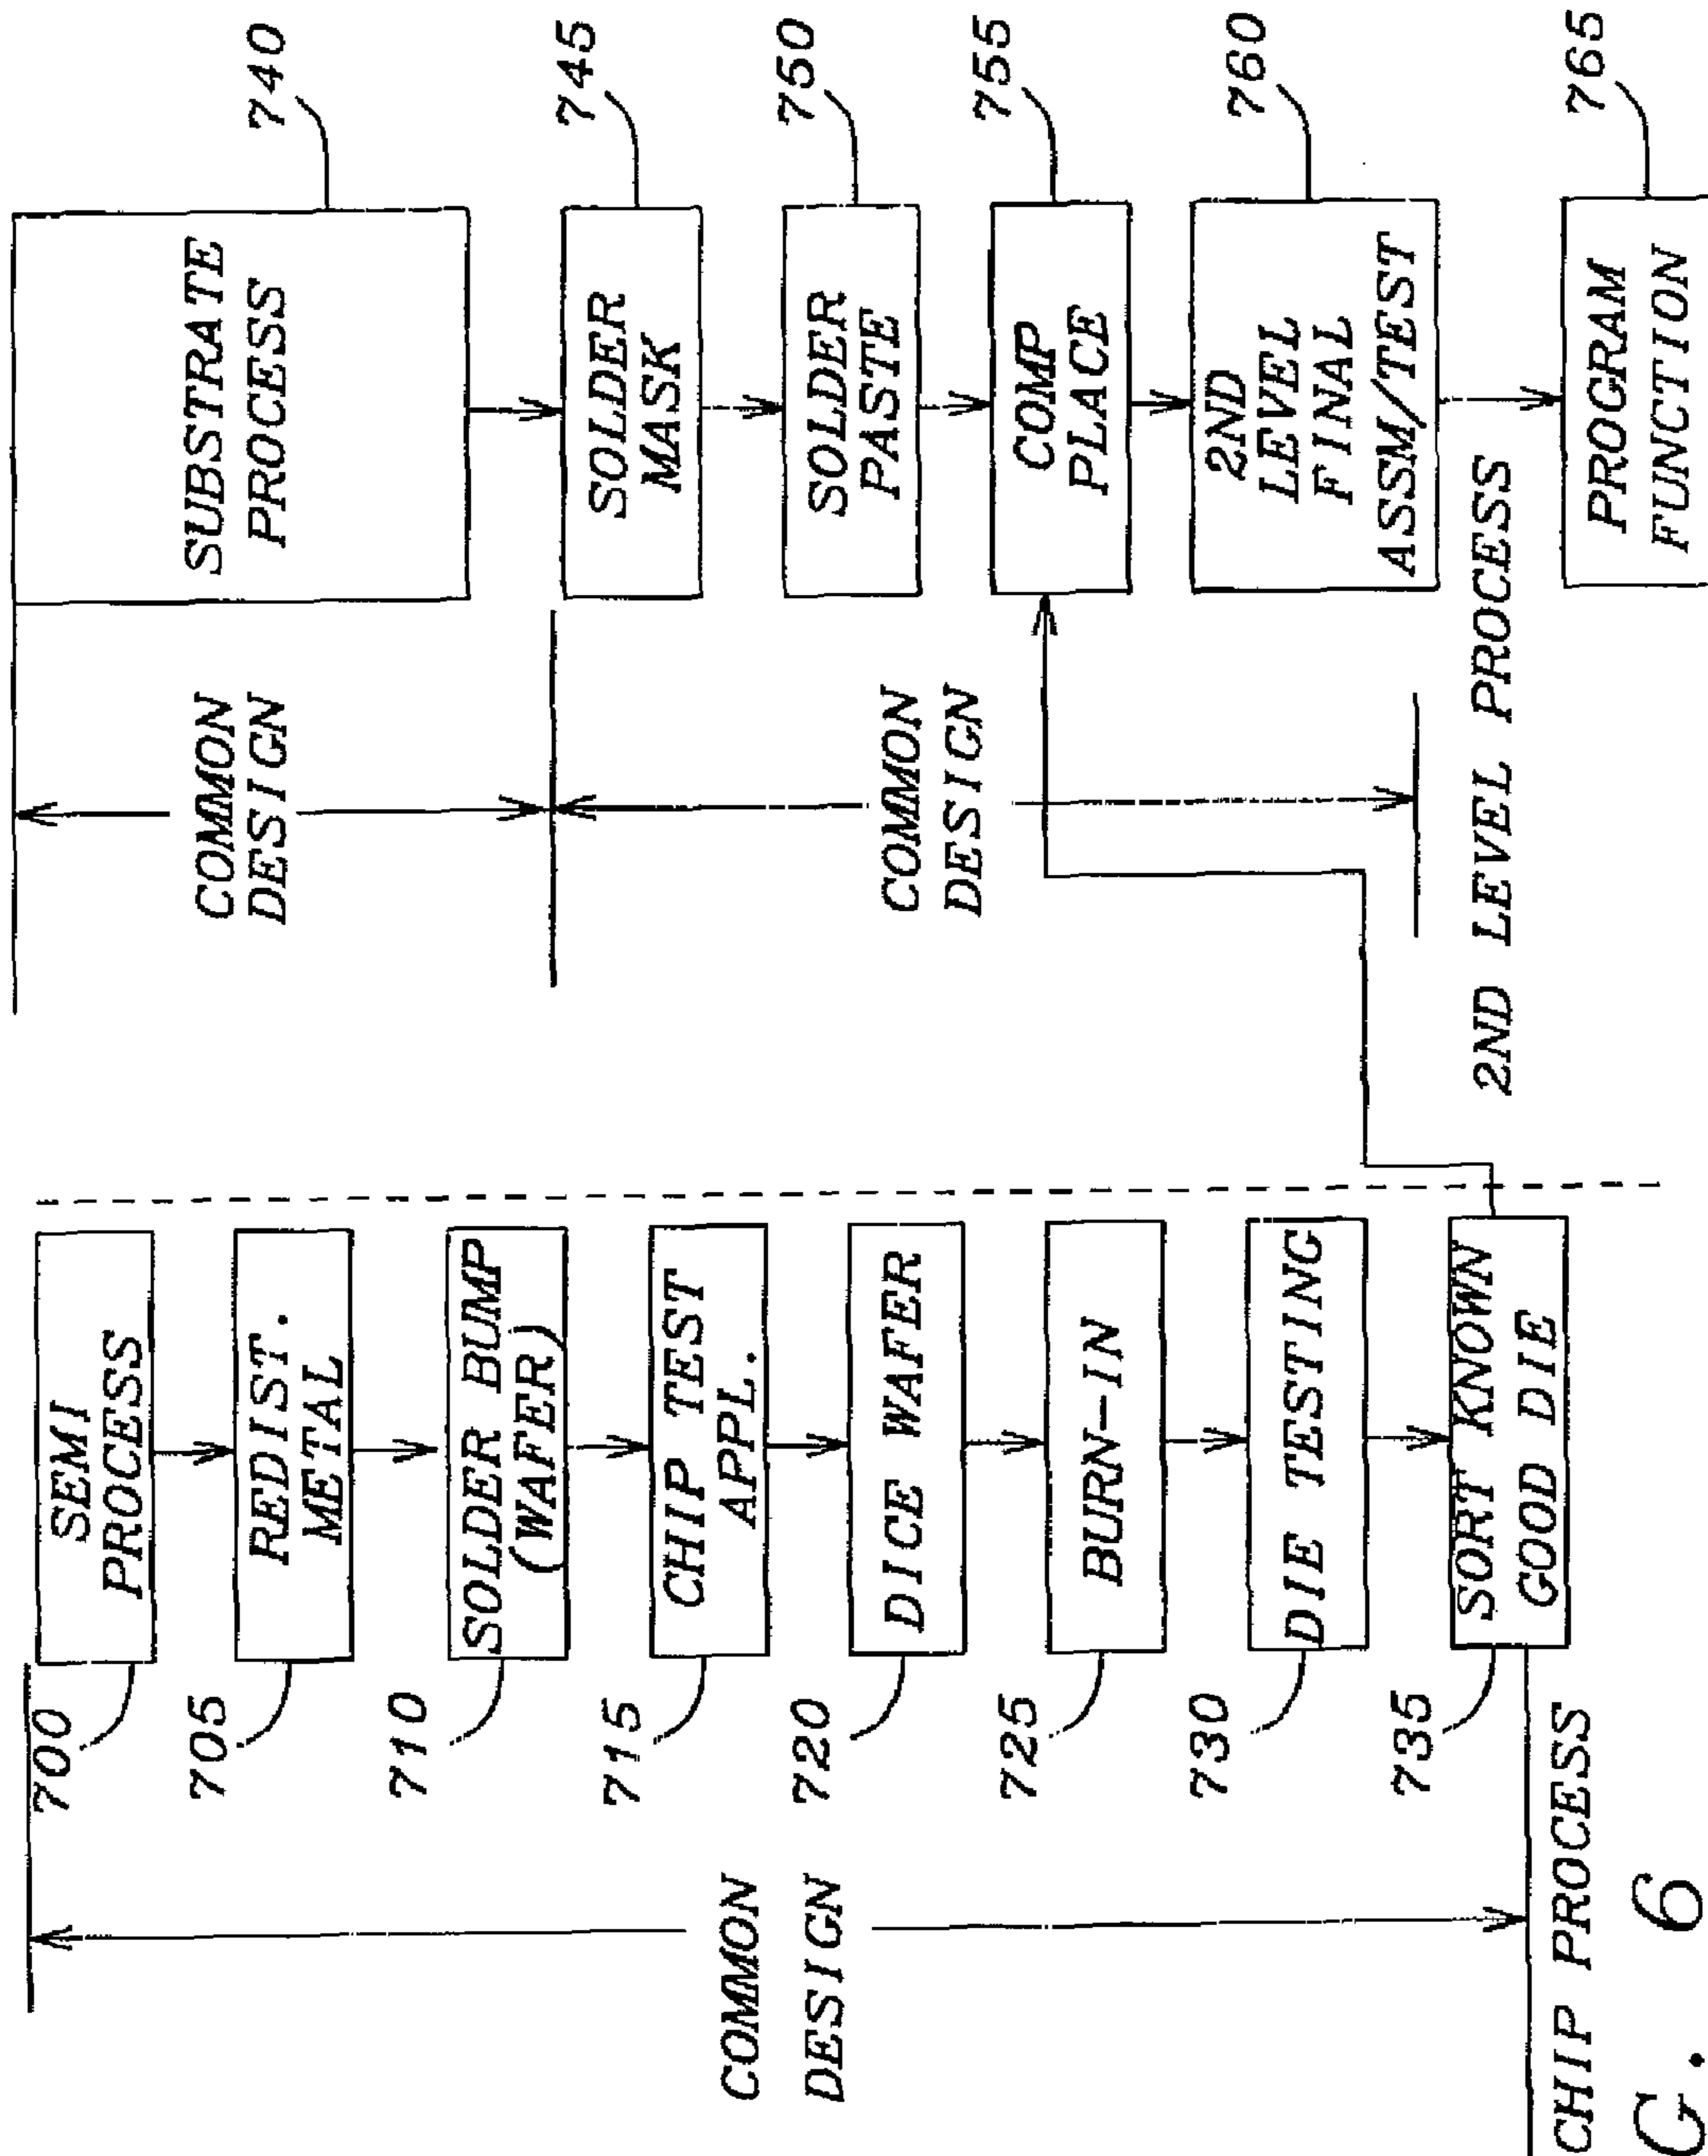 700
SEMI
PROCESS
705
REDIST.
METAL
710
SOLDER BUMP
(WAFER)
715
CHIP TEST
APPL.
720
DICE WAFER
725
BURN-IN
730
DIE TESTING
735
SORT KNOWN
GOOD DIE
COMMON
DESIGN
CHIP PROCESS
COMMON
DESIGN
SUBSTRATE
PROCESS
740
COMMON
DESIGN
SOLDER
MASK
745
SOLDER
PASTE
750
COMP
PLACE
755
2ND
LEVEL
FINAL
ASSM/TEST
760
2ND LEVEL PROCESS
PROGRAM
FUNCTION
765
G. 6